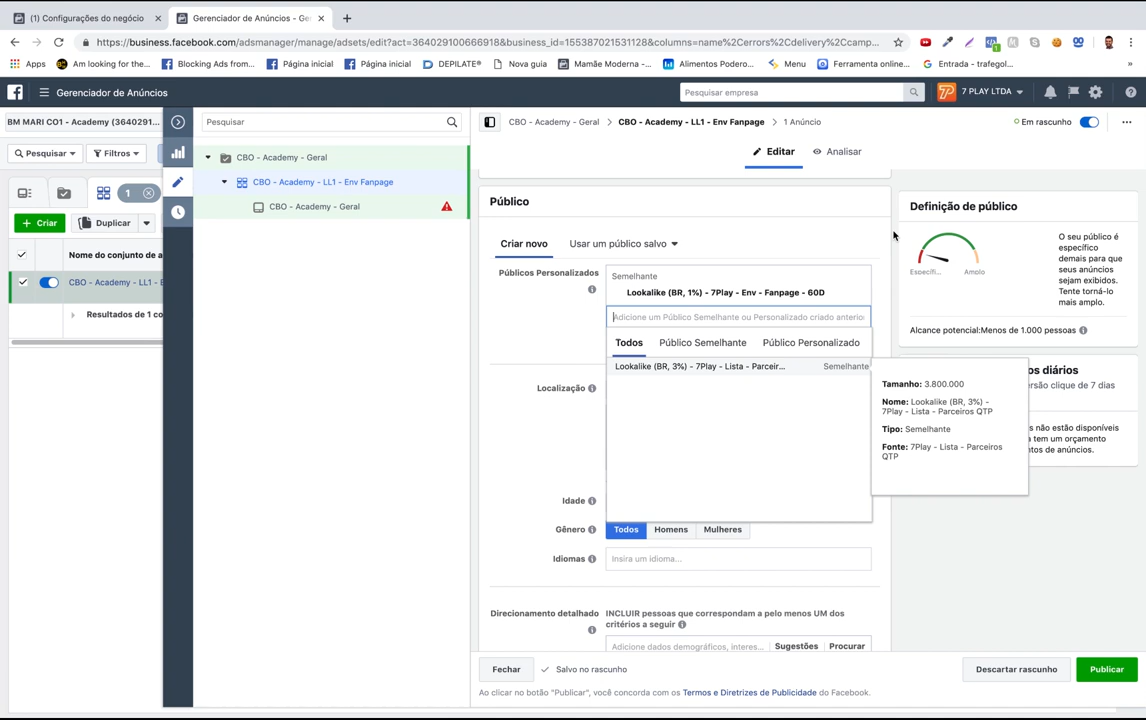 (1) Configurações do negócio
Gerenciador de Anúncios - Ge
https://business.facebook.com/adsmanager/manage/adsets/edit?act=364029100666918&business_id=155387021531128&columns=name%2Cerrors%2Cdelivery%2Ccamp...
Apps
Am looking for the...
Blocking Ads from...
Página inicial
Página inicial
DEPILATE®
Nova guia
Mamãe Moderna -...
Alimentos Podero...
Menu
Ferramenta online...
Entrada - trafegol...
Gerenciador de Anúncios
Pesquisar empresa
7 PLAY LTDA
BM MARI CO1 - Academy (3640291...
Pesquisar
CBO - Academy - Geral
CBO - Academy - LL1 - Env Fanpage
1 Anúncio
Em rascunho
Pesquisar
Filtros
CBO - Academy - Geral
Editar
Analisar
1
CBO - Academy - LL1 - Env Fanpage
CBO - Academy - Geral
Público
Definição de público
Criar
Duplicar
Criar novo
Usar um público salvo
O seu público é
específico
demais para que
seus anúncios
sejam exibidos.
Tente torná-lo
mais amplo.
Específi...
Amplo
Nome do conjunto de a
Públicos Personalizados
Semelhante
CBO - Academy - LL1 - E
Lookalike (BR, 1%) - 7Play - Env - Fanpage - 60D
Resultados de 1 co
Adicione um Público Semelhante ou Personalizado criado anterior
Alcance potencial:Menos de 1.000 pessoas
Todos
Público Semelhante
Público Personalizado
Lookalike (BR, 3%) - 7Play - Lista - Parceir...
Semelhante
os diários
ersão clique de 7 dias
Tamanho: 3.800.000
Nome: Lookalike (BR, 3%) -
7Play - Lista - Parceiros QTP
Tipo: Semelhante
Fonte: 7Play - Lista - Parceiros
QTP
s não estão disponíveis
tem um orçamento
tos de anúncios.
Localização
Idade
Gênero
Todos
Homens
Mulheres
Idiomas
Insira um idioma...
Direcionamento detalhado
INCLUIR pessoas que correspondam a pelo menos UM dos
critérios a seguir
Adicione dados demográficos, interes...
Sugestões
Procurar
Fechar
Salvo no rascunho
Descartar rascunho
Publicar
Ao clicar no botão "Publicar", você concorda com os Termos e Diretrizes de Publicidade do Facebook.